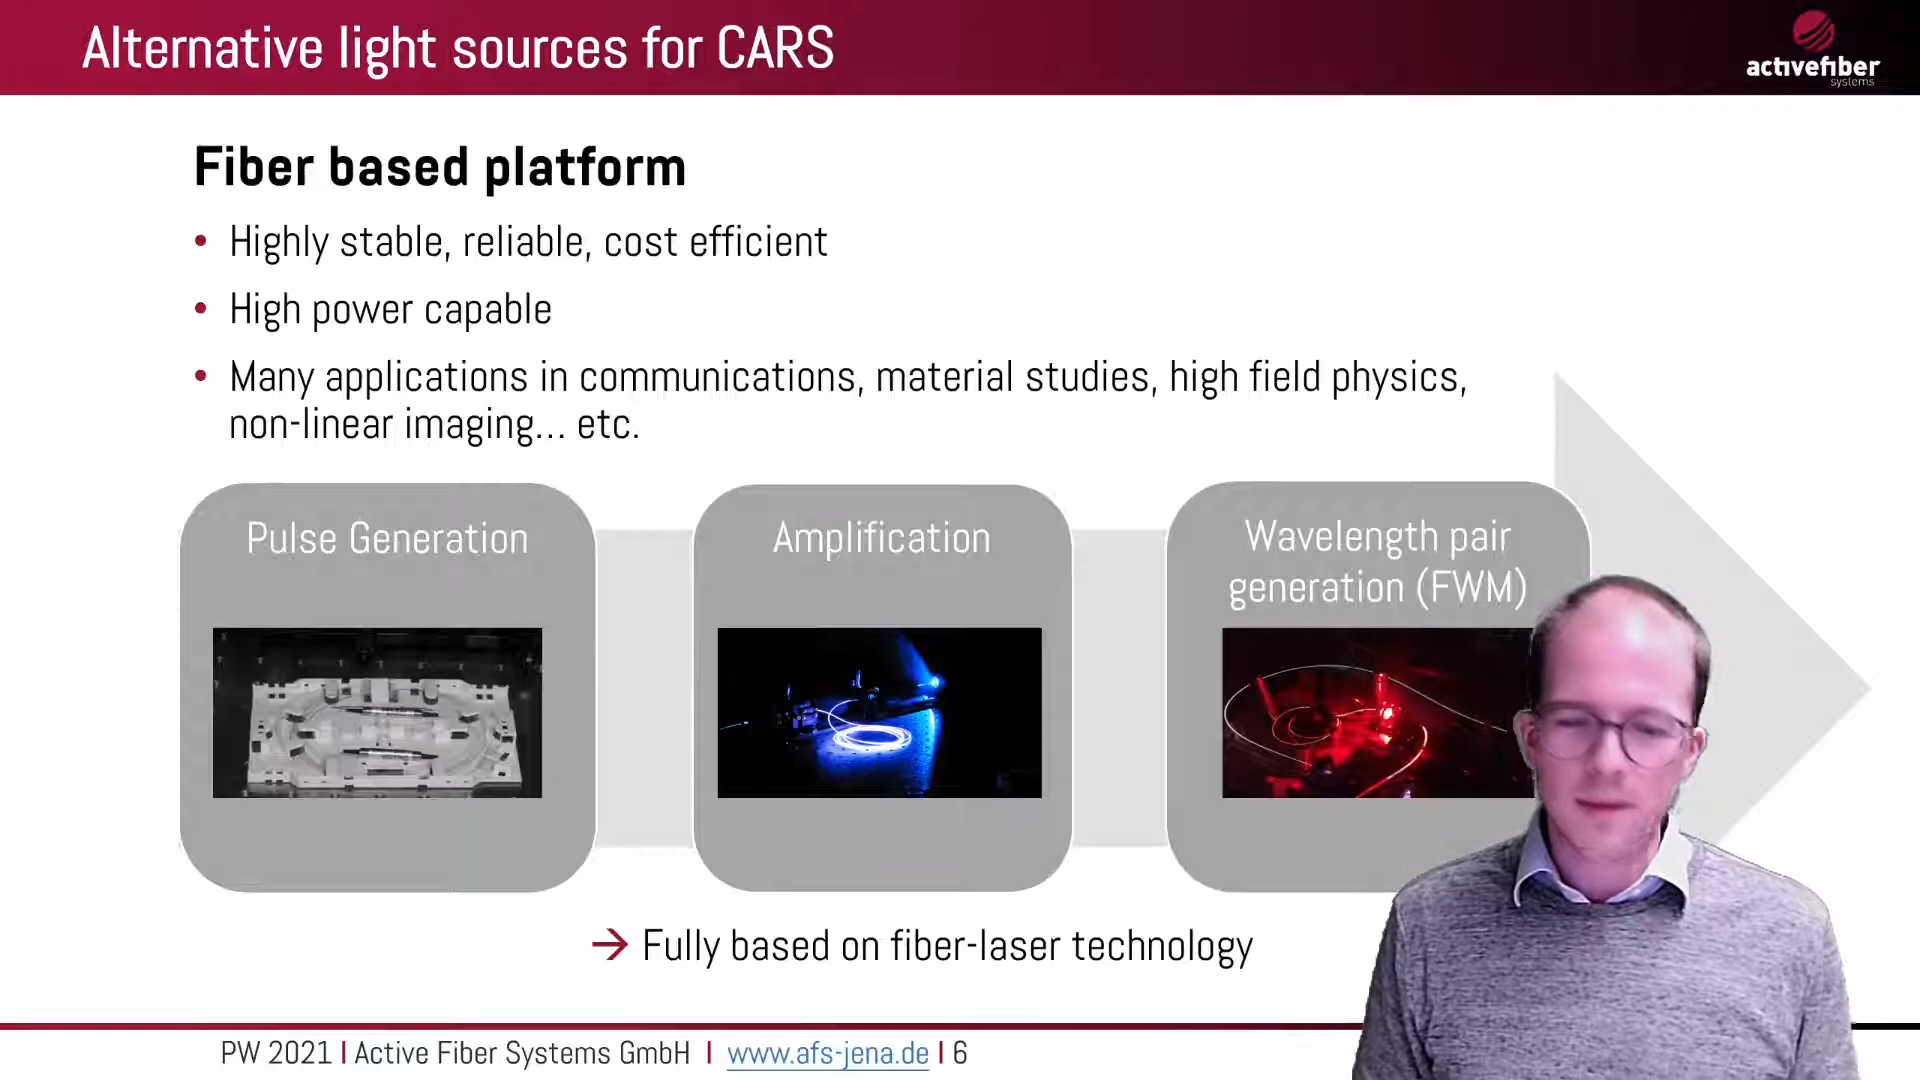 Alternative light sources for CARS
activefiber
systems
Fiber based platform
• Highly stable, reliable, cost efficient
• High power capable
• Many applications in communications, material studies, high field physics,
non-linear imaging... etc.
Pulse Generation
Amplification
Wavelength pair
generation (FWM)
→ Fully based on fiber-laser technology
PW 2021 I Active Fiber Systems GmbH I www.afs-jena.de I 6